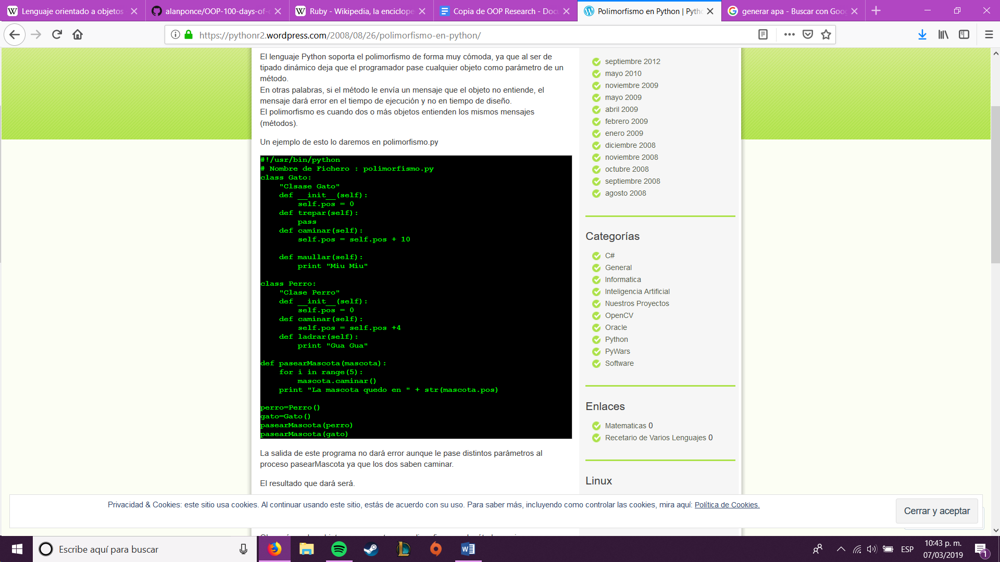 Lenguaje orientado a objetos
alanponce/OOP-100-days-of-
Ruby - Wikipedia, la enciclope
Copia de OOP Research - Doc
Polimorfismo en Python | Pyth
generar apa - Buscar con Goo
https://pythonr2.wordpress.com/2008/08/26/polimorfismo-en-python/
El lenguaje Python soporta el polimorfismo de forma muy cómoda, ya que al ser de
tipado dinámico deja que el programador pase cualquier objeto como parámetro de un
método.
En otras palabras, si el método le envía un mensaje que el objeto no entiende, el
mensaje dará error en el tiempo de ejecución y no en tiempo de diseño.
El polimorfismo es cuando dos o más objetos entienden los mismos mensajes
(métodos).
Un ejemplo de esto lo daremos en polimorfismo.py
#!/usr/bin/python
# Nombre de Fichero : polimorfismo.py
class Gato:
    "Clsase Gato"
    def __init__(self):
        self.pos = 0
    def trepar(self):
        pass
    def caminar(self):
        self.pos = self.pos + 10
    def maullar(self):
        print "Miu Miu"
class Perro:
    "Clase Perro"
    def __init__(self):
        self.pos = 0
    def caminar(self):
        self.pos = self.pos +4
    def ladrar(self):
        print "Gua Gua"
def pasearMascota(mascota):
    for i in range(5):
        mascota.caminar()
    print "La mascota quedo en " + str(mascota.pos)
perro=Perro()
gato=Gato()
pasearMascota(perro)
pasearMascota(gato)
La salida de este programa no dará error aunque le pase distintos parámetros al
proceso pasearMascota ya que los dos saben caminar.
El resultado que dará será.
septiembre 2012
mayo 2010
noviembre 2009
mayo 2009
abril 2009
febrero 2009
enero 2009
diciembre 2008
noviembre 2008
octubre 2008
septiembre 2008
agosto 2008
Categorías
C#
General
Informatica
Inteligencia Artificial
Nuestros Proyectos
OpenCV
Oracle
Python
PyWars
Software
Enlaces
Matematicas 0
Recetario de Varios Lenguajes 0
Linux
Privacidad & Cookies: este sitio usa cookies. Al continuar usando este sitio, estás de acuerdo con su uso. Para saber más, incluyendo como controlar las cookies, mira aquí: Política de Cookies.
Cerrar y aceptar
Escribe aquí para buscar
ESP
10:43 p. m.
07/03/2019
1